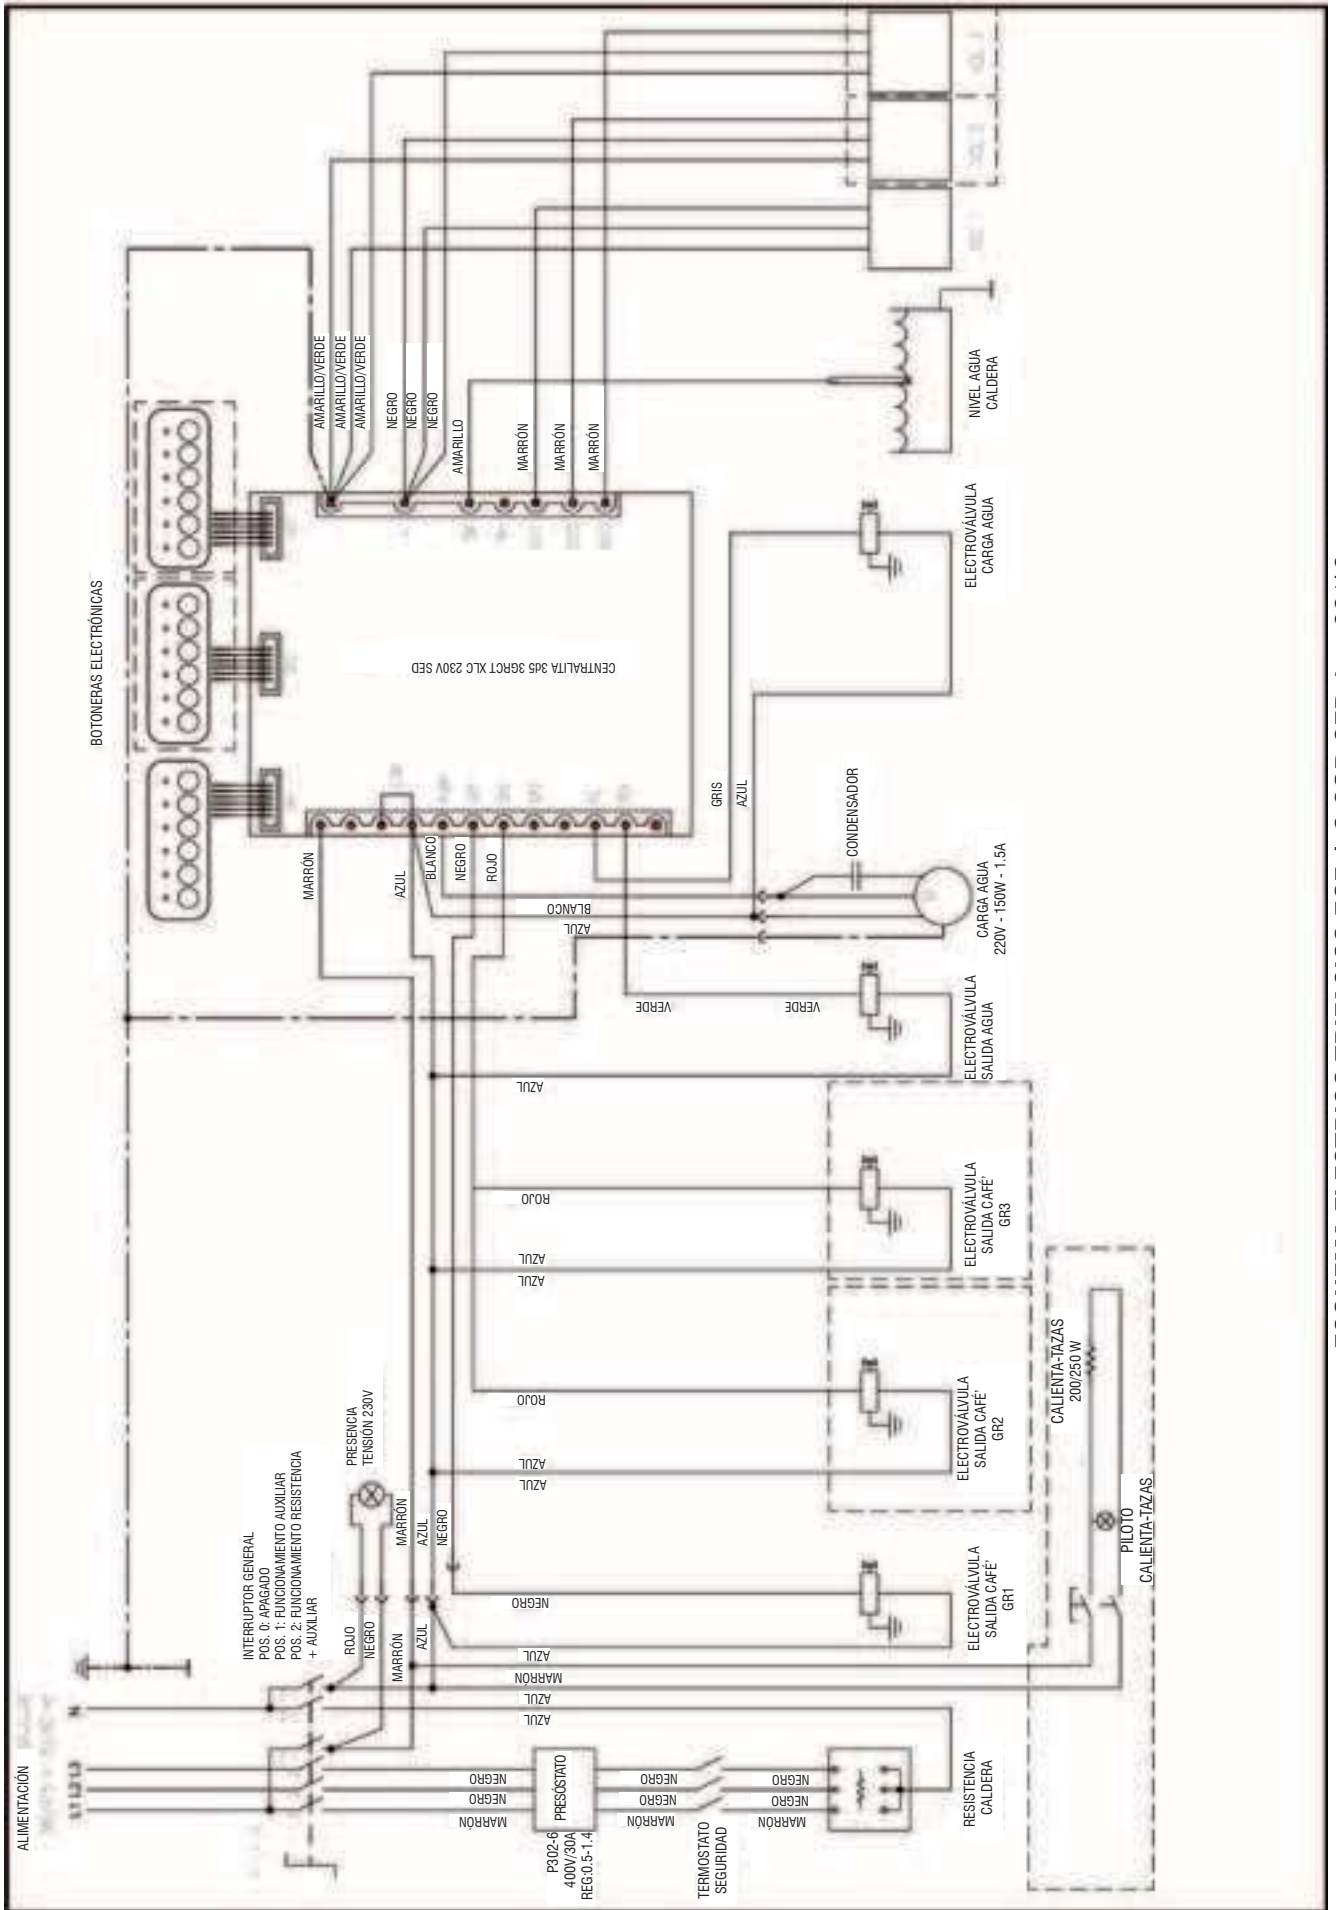 ALIMENTACIÓN
L1 L2 L3
N
INTERRUPTOR GENERAL
POS. 0: APAGADO
POS. 1: FUNCIONAMIENTO AUXILIAR
POS. 2: FUNCIONAMIENTO RESISTENCIA
+ AUXILIAR
PRESENCIA
TENSIÓN 230V
ROJO
NEGRO
MARRÓN
AZUL
MARRÓN
AZUL
NEGRO
BOTONERAS ELECTRÓNICAS
CENTRALITA 3d5 3GRCT XLC 230V SED
MARRÓN
AZUL
BLANCO
NEGRO
ROJO
AMARILLO/VERDE
AMARILLO/VERDE
AMARILLO/VERDE
NEGRO
NEGRO
NEGRO
AMARILLO
MARRÓN
MARRÓN
MARRÓN
NEGRO
NEGRO
MARRÓN
PRESÓSTATO
P302-6
400V/30A
REG:0.5-1.4
NEGRO
NEGRO
MARRÓN
TERMOSTATO
SEGURIDAD
NEGRO
NEGRO
MARRÓN
RESISTENCIA
CALDERA
AZUL
MARRÓN
AZUL
AZUL
NEGRO
ELECTROVÁLVULA
SALIDA CAFÉ'
GR1
AZUL
AZUL
ROJO
ELECTROVÁLVULA
SALIDA CAFÉ'
GR2
AZUL
AZUL
ROJO
ELECTROVÁLVULA
SALIDA CAFÉ'
GR3
AZUL
VERDE
VERDE
ELECTROVÁLVULA
SALIDA AGUA
AZUL
BLANCO
CONDENSADOR
CARGA AGUA
220V - 150W - 1.5A
GRIS
AZUL
ELECTROVÁLVULA
CARGA AGUA
NIVEL AGUA
CALDERA
CALIENTA-TAZAS
200/250 W
PILOTO
CALIENTA-TAZAS